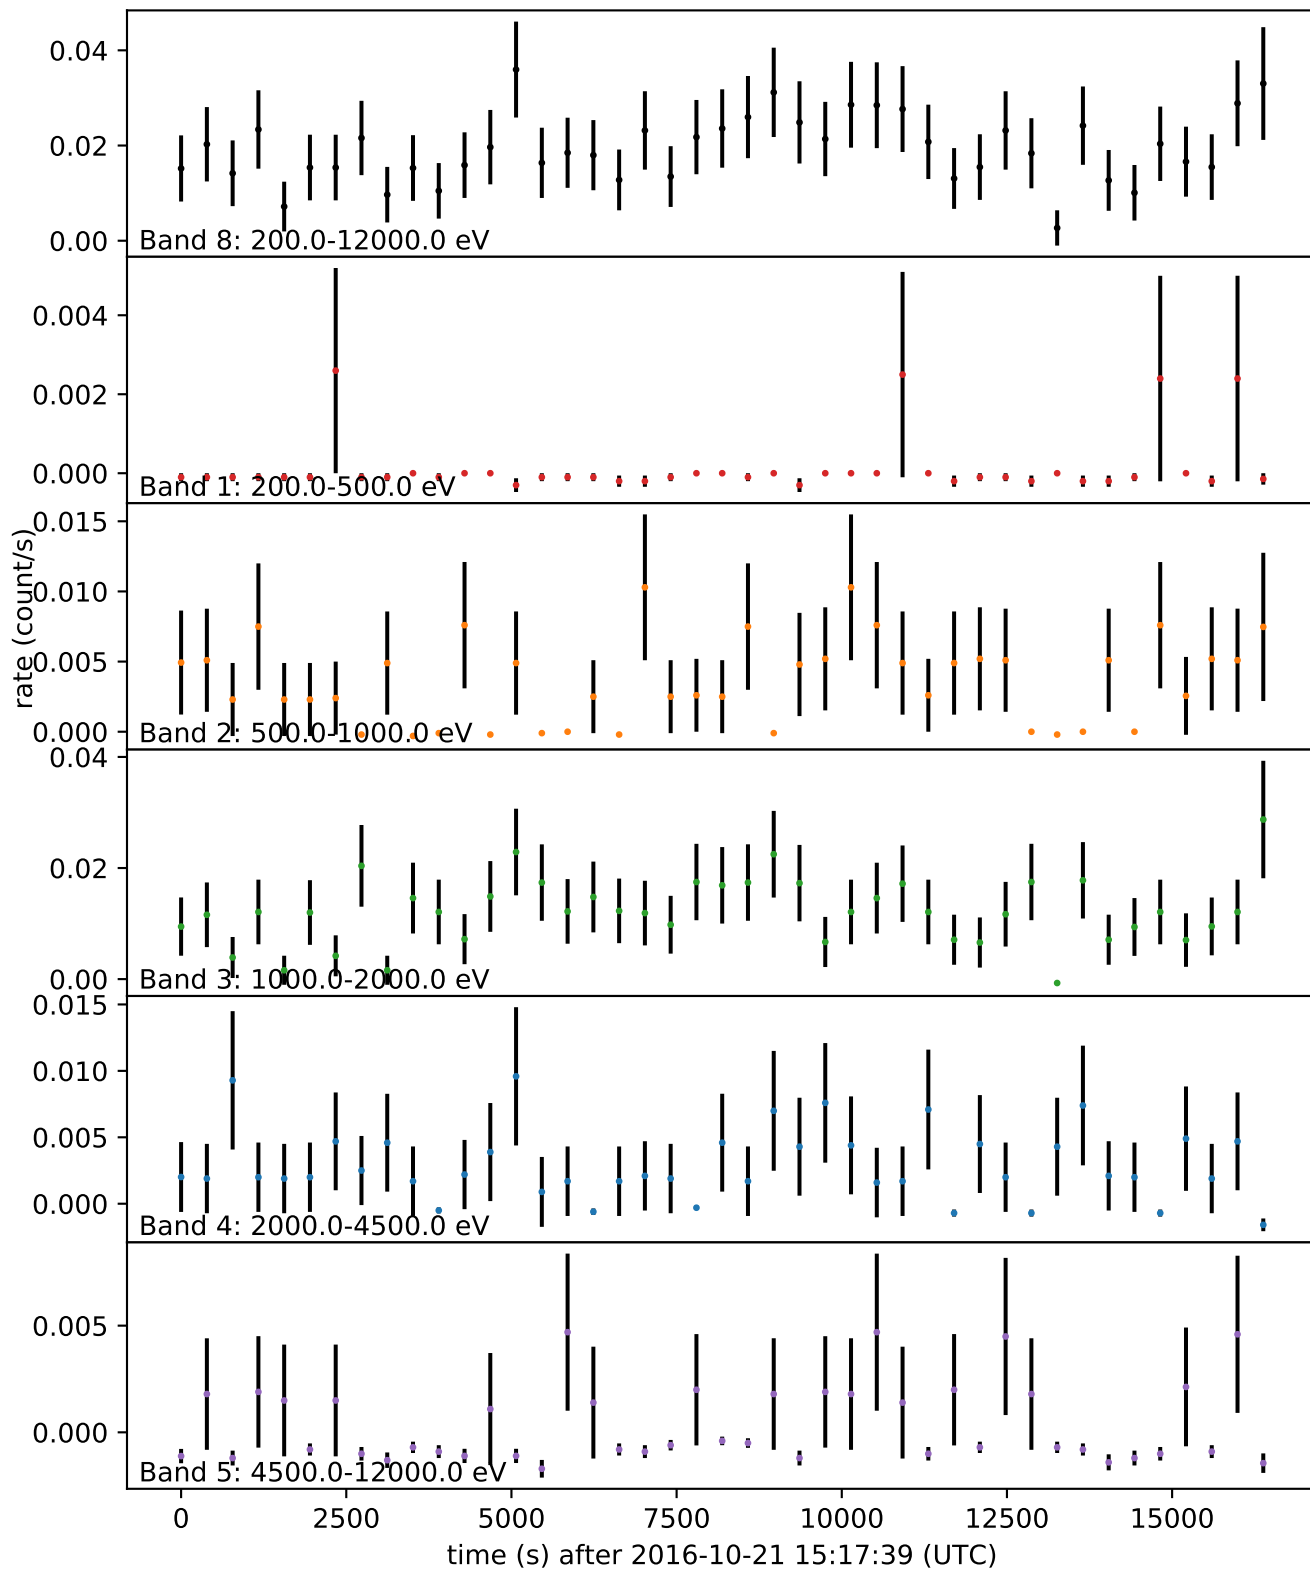 0.04
0.02
0.00
Band 8: 200.0-12000.0 eV
0.004
0.002
0.000
Band 1: 200.0-500.0 eV
rate (count/s)
0.015
0.010
0.005
0.000
Band 2: 500.0-1000.0 eV
0.04
0.02
0.00
Band 3: 1000.0-2000.0 eV
0.015
0.010
0.005
0.000
Band 4: 2000.0-4500.0 eV
0.005
0.000
Band 5: 4500.0-12000.0 eV
0 2500 5000 7500 10000 12500 15000
time (s) after 2016-10-21 15:17:39 (UTC)